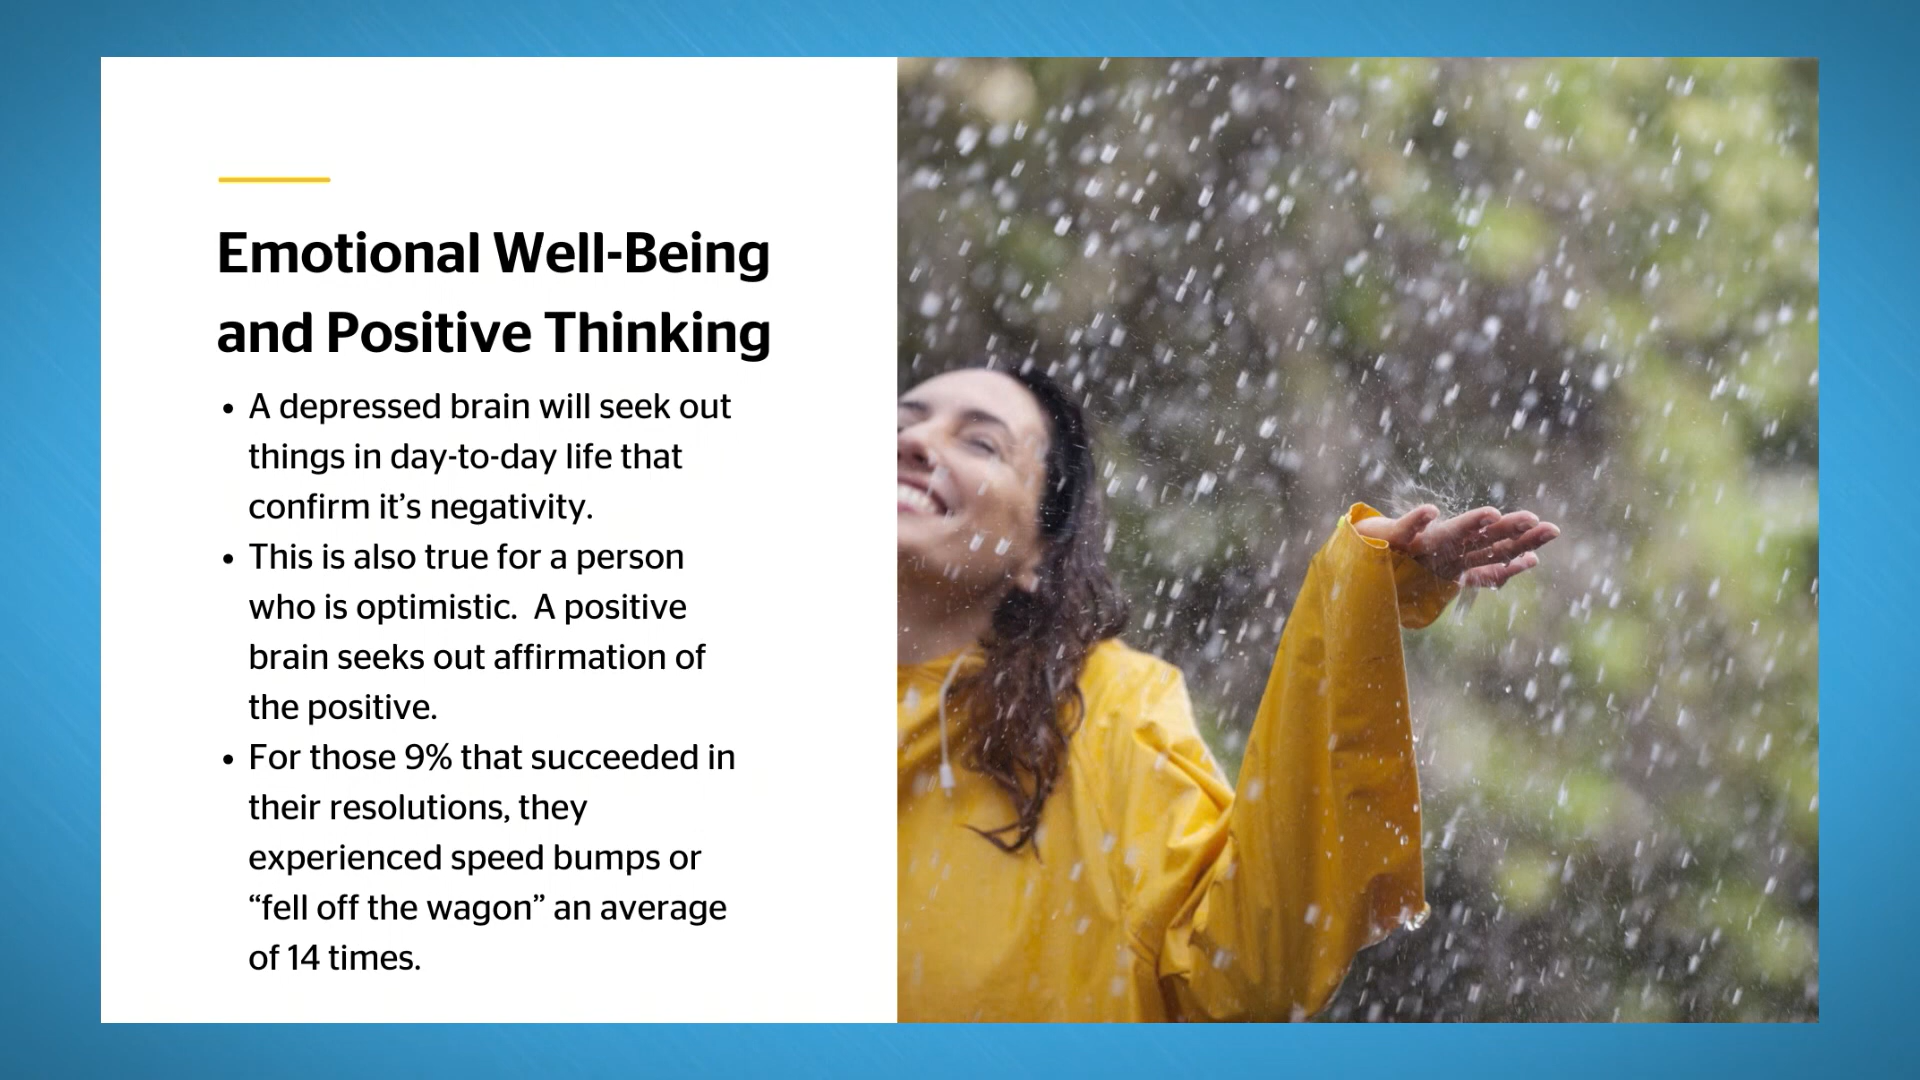 Emotional Well-Being
and Positive Thinking
• A depressed brain will seek out
things in day-to-day life that
confirm it’s negativity.
• This is also true for a person
who is optimistic.  A positive
brain seeks out affirmation of
the positive.
• For those 9% that succeeded in
their resolutions, they
experienced speed bumps or
“fell off the wagon” an average
of 14 times.